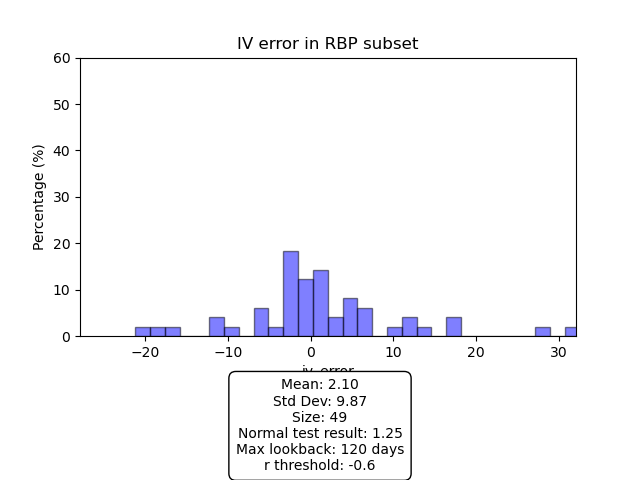 IV error in RBP subset
60
50
40
30
20
10
0
Percentage (%)
−20
−10
0
10
20
30
iv_error
Mean: 2.10
Std Dev: 9.87
Size: 49
Normal test result: 1.25
Max lookback: 120 days
r threshold: -0.6